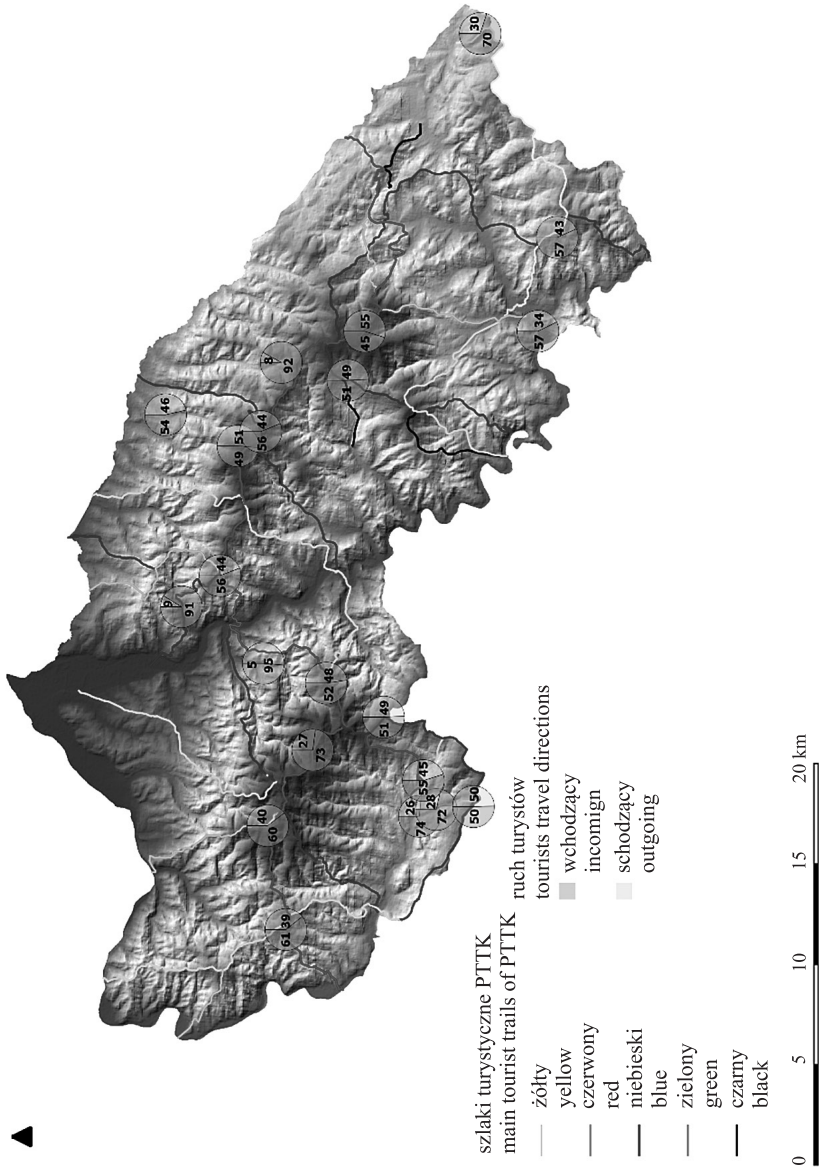 30
70
43
57
34
57
55
45
49
51
8
92
46
54
51
49
44
56
44
56
9
91
5
95
48
52
49
51
27
73
45
55
26
74
28
72
50
50
40
60
39
61
szlaki turystyczne PTTK
main tourist trails of PTTK
żółty
yellow
czerwony
red
niebieski
blue
zielony
green
czarny
black
ruch turystów
tourists travel directions
wchodzący
incomign
schodzący
outgoing
0 5 10 15 20 km